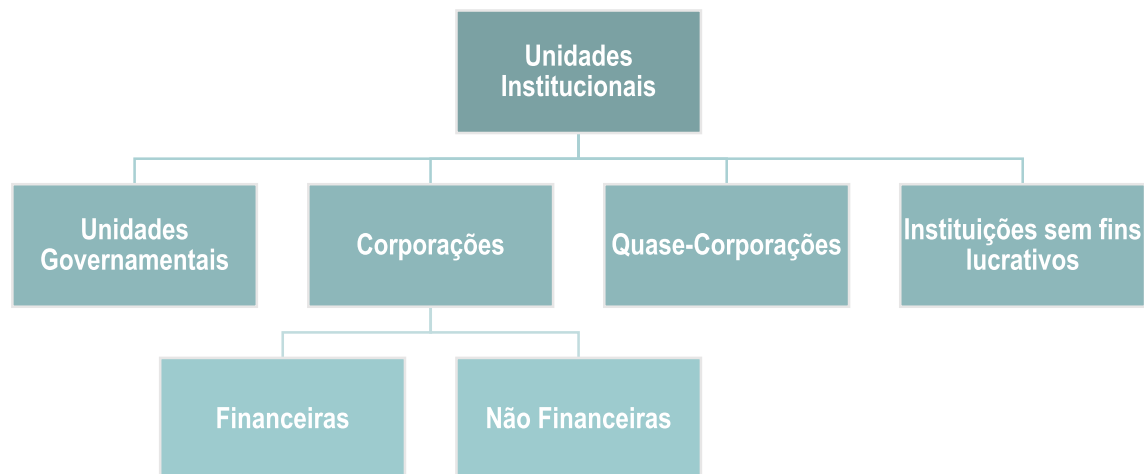 Unidades
Institucionais
Unidades
Governamentais
Corporações
Quase-Corporações
Instituições sem fins
lucrativos
Financeiras
Não Financeiras